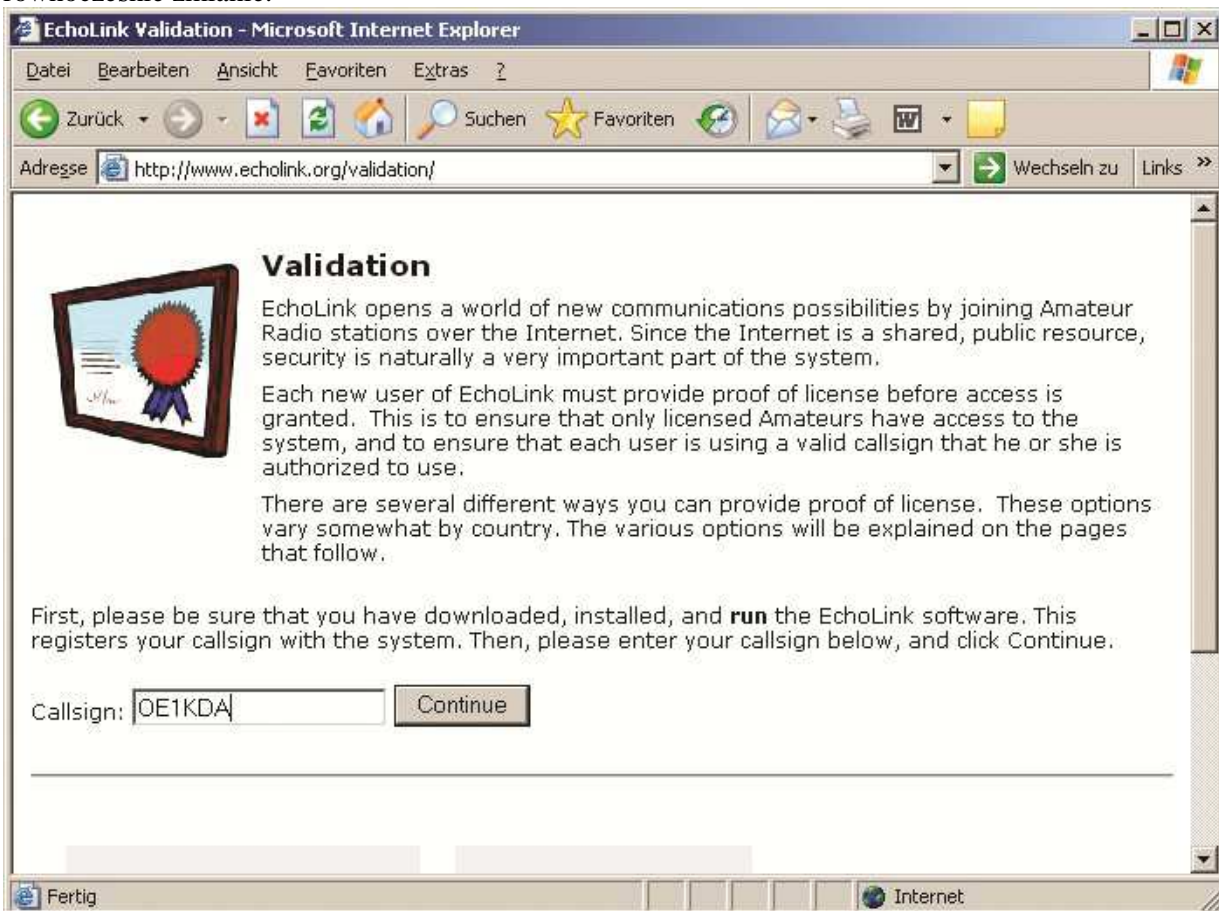 EchoLink Validation - Microsoft Internet Explorer
Datei Bearbeiten Ansicht Favoriten Extras ?
Zurück Suchen Favoriten
Adresse http://www.echolink.org/validation/ Wechseln zu Links »
Validation
EchoLink opens a world of new communications possibilities by joining Amateur
Radio stations over the Internet. Since the Internet is a shared, public resource,
security is naturally a very important part of the system.
Each new user of EchoLink must provide proof of license before access is
granted. This is to ensure that only licensed Amateurs have access to the
system, and to ensure that each user is using a valid callsign that he or she is
authorized to use.
There are several different ways you can provide proof of license. These options
vary somewhat by country. The various options will be explained on the pages
that follow.
First, please be sure that you have downloaded, installed, and run the EchoLink software. This
registers your callsign with the system. Then, please enter your callsign below, and click Continue.
Callsign: OE1KDA Continue
Fertig Internet